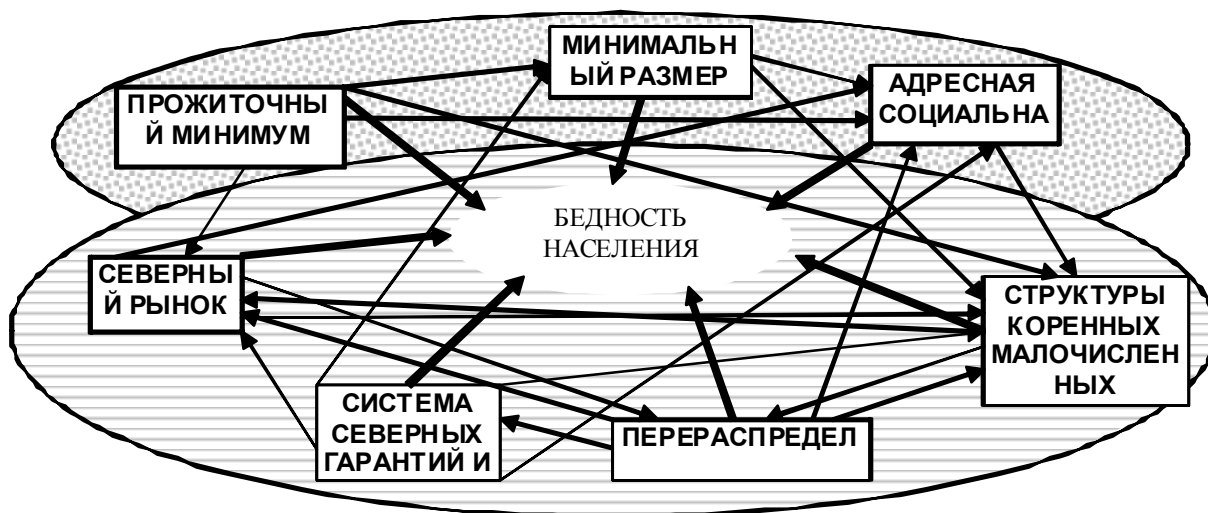 МИНИМАЛЬН
ЫЙ РАЗМЕР
АДРЕСНАЯ
СОЦИАЛЬНА
ПРОЖИТОЧНЫ
Й МИНИМУМ
БЕДНОСТЬ
НАСЕЛЕНИЯ
СЕВЕРНЫ
Й РЫНОК
СТРУКТУРЫ
КОРЕННЫХ
МАЛОЧИСЛЕН
НЫХ
СИСТЕМА
СЕВЕРНЫХ
ГАРАНТИЙ И
ПЕРЕРАСПРЕДЕЛ